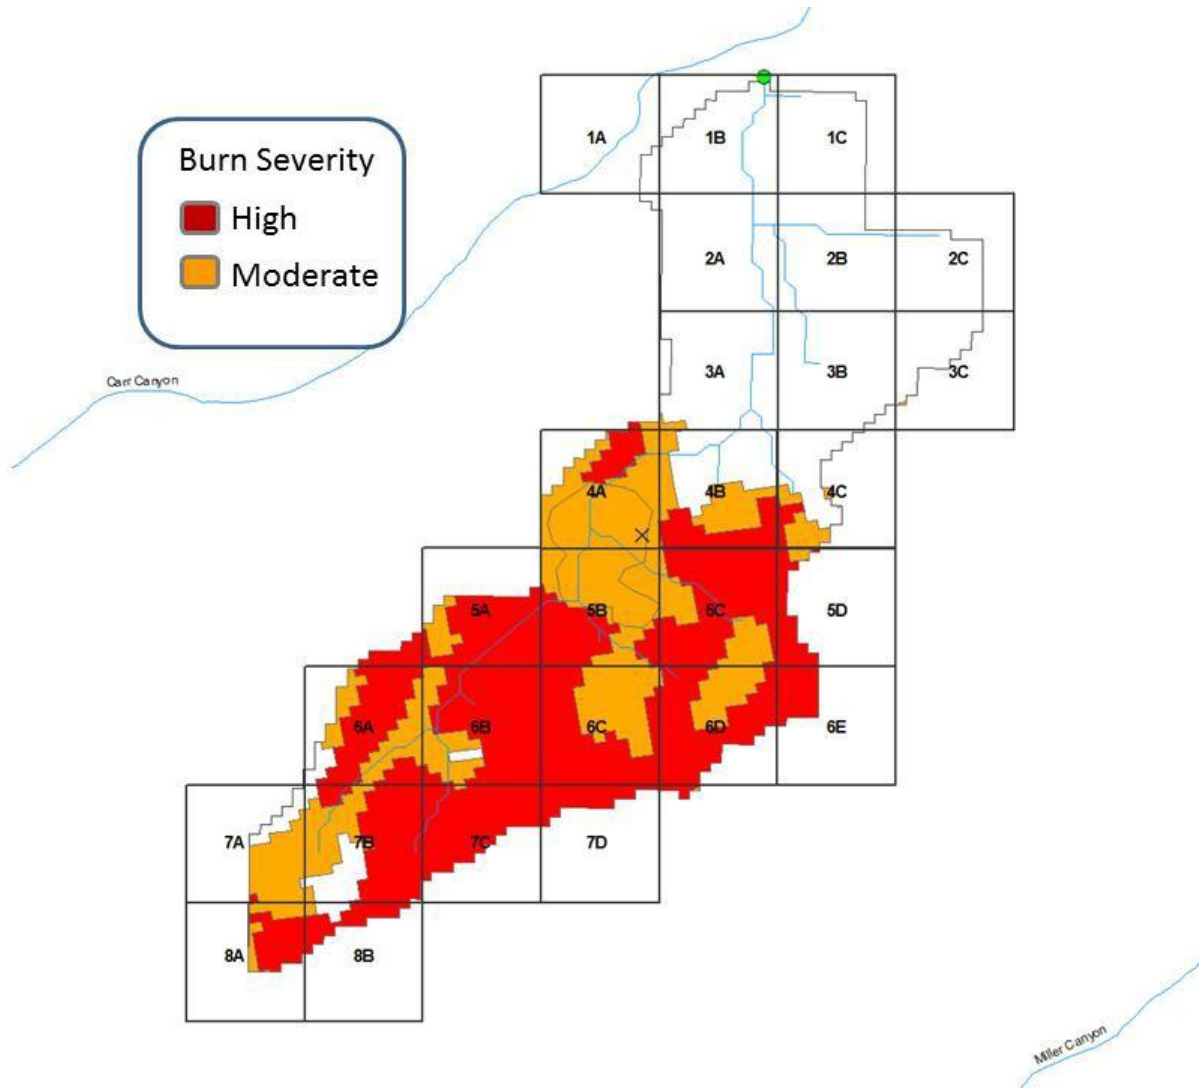 1A
1B
1C
Burn Severity
High
Moderate
2A
2B
2C
3A
3B
3C
Carr Canyon
4A
4B
4C
5A
5B
5C
5D
6A
6B
6C
6D
6E
7A
7B
7C
7D
8A
8B
Miller Canyon